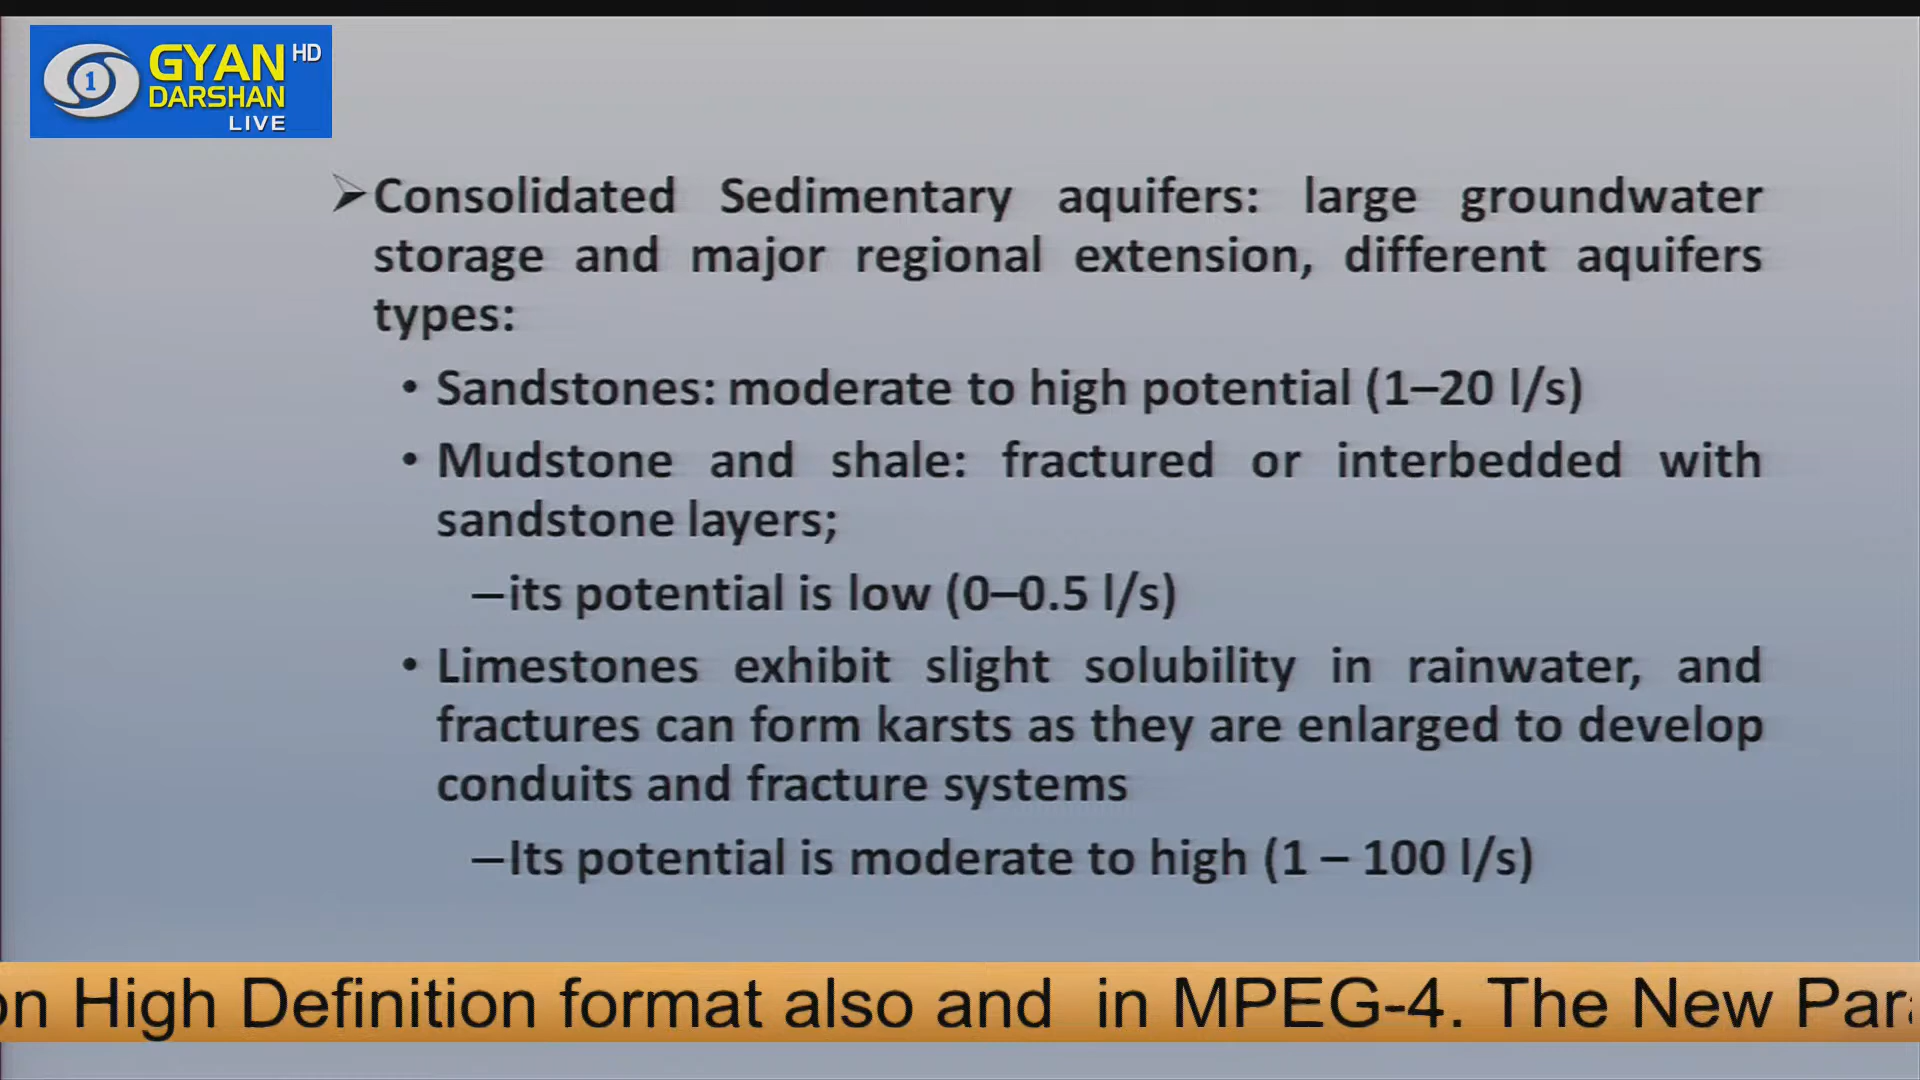 1
GYAN HD
DARSHAN
LIVE
➢Consolidated Sedimentary aquifers: large groundwater
storage and major regional extension, different aquifers
types:
• Sandstones: moderate to high potential (1–20 l/s)
• Mudstone and shale: fractured or interbedded with
sandstone layers;
–its potential is low (0–0.5 l/s)
• Limestones exhibit slight solubility in rainwater, and
fractures can form karsts as they are enlarged to develop
conduits and fracture systems
–Its potential is moderate to high (1 – 100 l/s)
on High Definition format also and in MPEG-4. The New Para